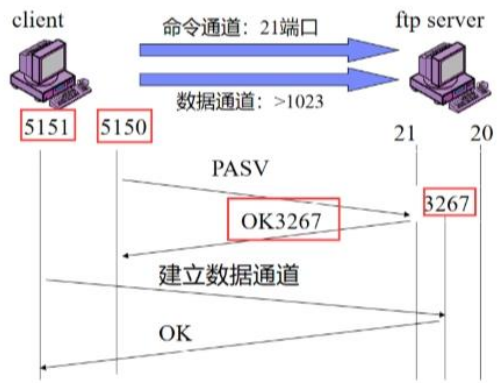 client
命令通道：21端口
ftp server
数据通道：>1023
5151
5150
21
20
PASV
3267
OK3267
建立数据通道
OK